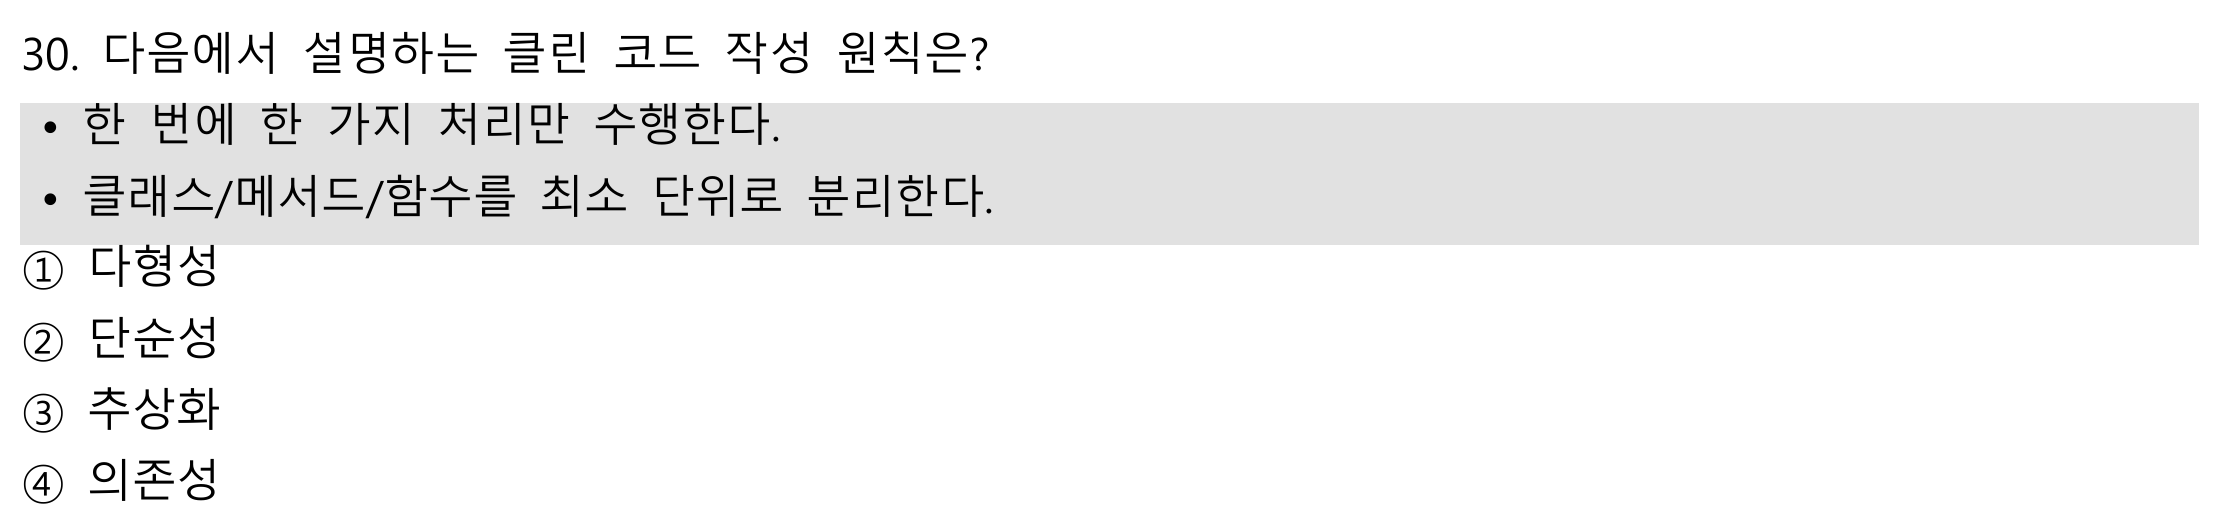 30. 다음에서 설명하는 클린 코드 작성 원칙은?
• 한 번에 한 가지 처리만 수행한다.
• 클래스/메서드/함수를 최소 단위로 분리한다.
① 다형성
② 단순성
③ 추상화
④ 의존성